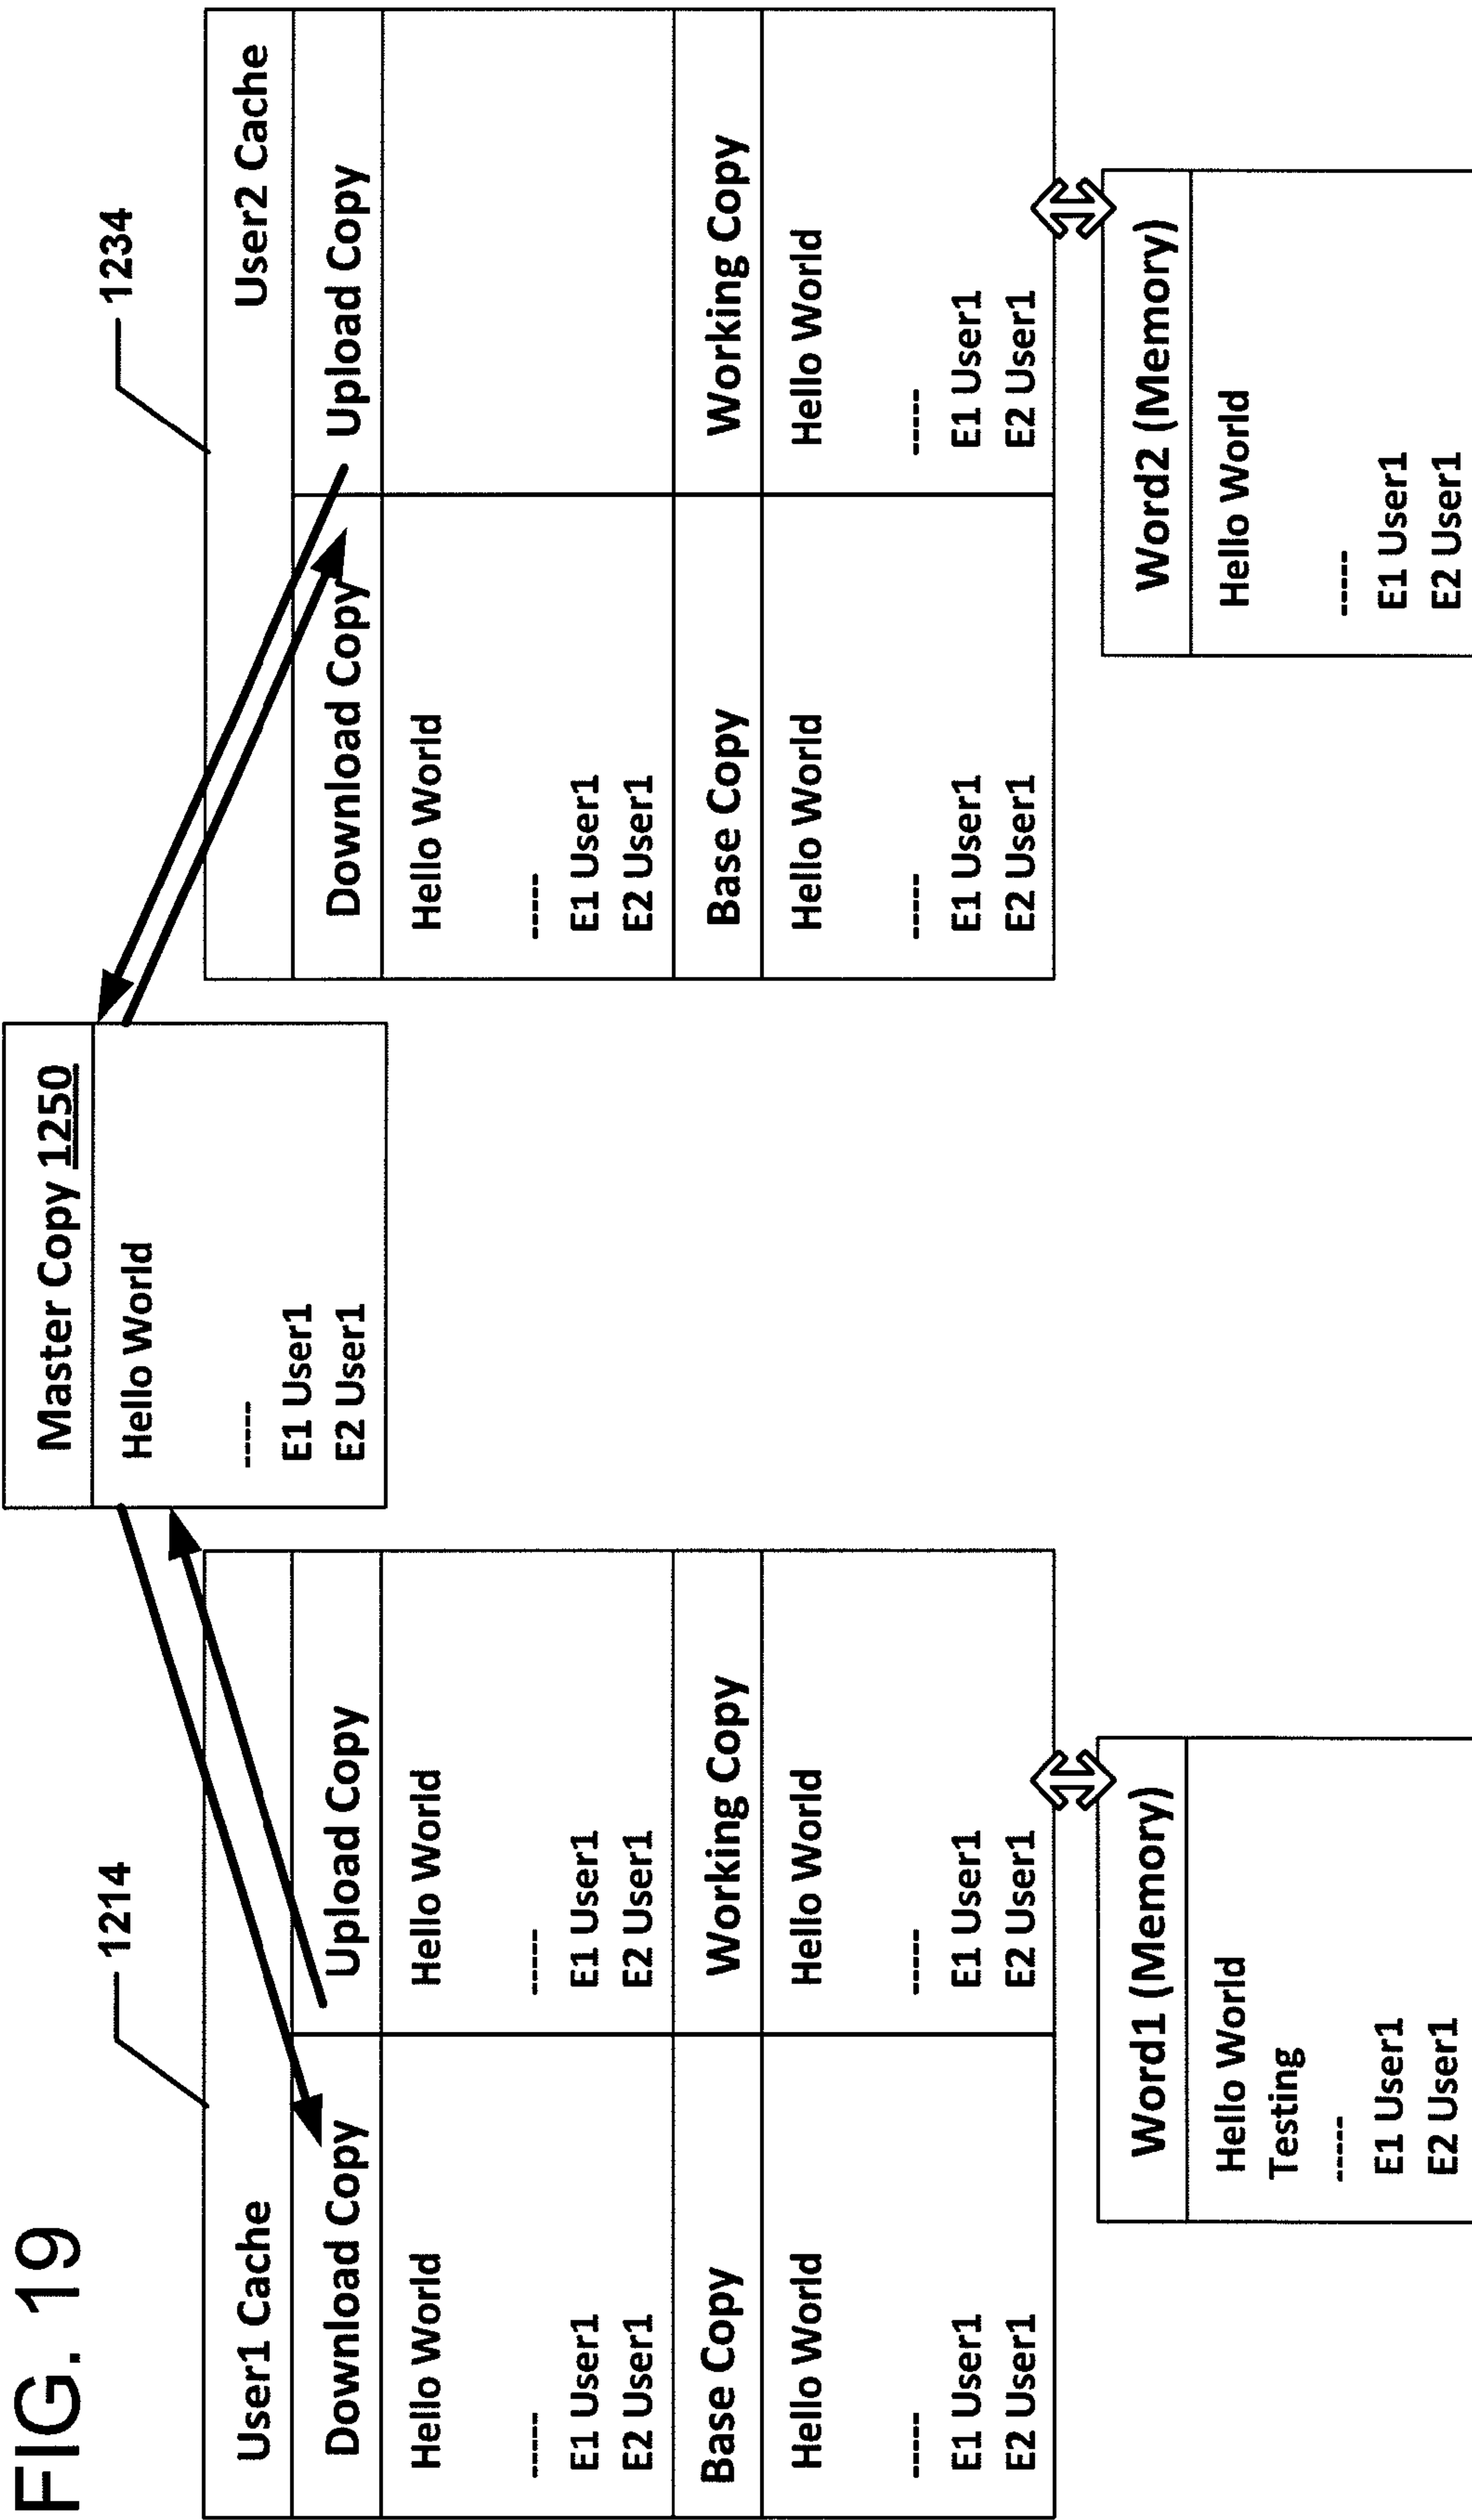 FIG. 19
Master Copy 1250
Hello World
-----
E1 User1
E2 User1
1214
User1 Cache
Download Copy
Hello World
-----
E1 User1
E2 User1
Upload Copy
Hello World
-----
E1 User1
E2 User1
Base Copy
Hello World
-----
E1 User1
E2 User1
Working Copy
Hello World
-----
E1 User1
E2 User1
Word1 (Memory)
Hello World
Testing
-----
E1 User1
E2 User1
1234
User2 Cache
Download Copy
Hello World
-----
E1 User1
E2 User1
Upload Copy
Base Copy
Hello World
-----
E1 User1
E2 User1
Working Copy
Hello World
-----
E1 User1
E2 User1
Word2 (Memory)
Hello World
-----
E1 User1
E2 User1